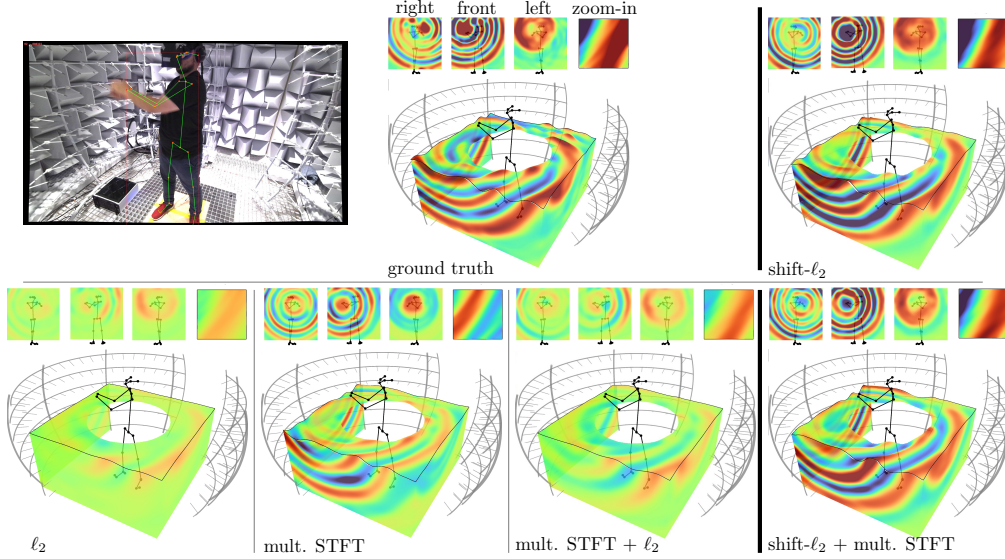 right front left zoom-in
ground truth
shift-ℓ₂
ℓ₂
mult. STFT
mult. STFT + ℓ₂
shift-ℓ₂ + mult. STFT